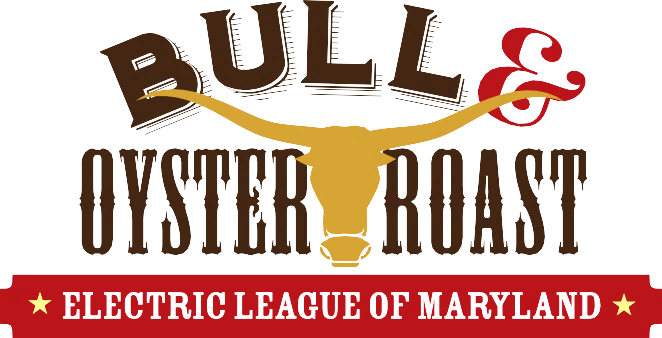 BULL &
OYSTER ROAST
ELECTRIC LEAGUE OF MARYLAND